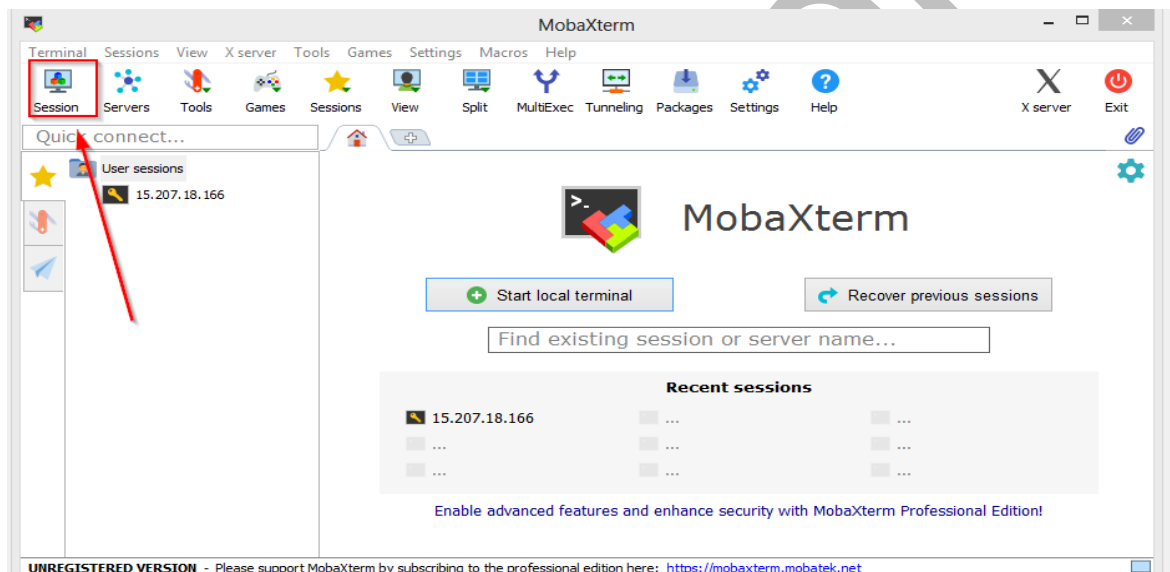 MobaXterm
Terminal Sessions View X server Tools Games Settings Macros Help
Session Servers Tools Games Sessions View Split MultiExec Tunneling Packages Settings Help X server Exit
Quick connect...
User sessions
15.207.18.166
>_
MobaXterm
Start local terminal Recover previous sessions
Find existing session or server name...
Recent sessions
15.207.18.166 ... ...
... ... ...
... ... ...
Enable advanced features and enhance security with MobaXterm Professional Edition!
UNREGISTERED VERSION - Please support MobaXterm by subscribing to the professional edition here: https://mobaxterm.mobatek.net